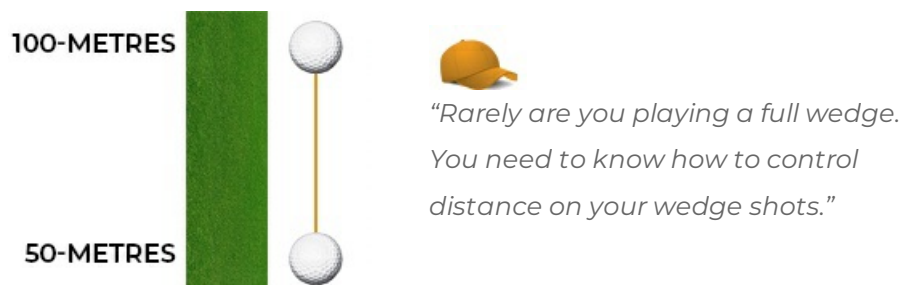 100-METRES
50-METRES
“Rarely are you playing a full wedge.
You need to know how to control
distance on your wedge shots.”